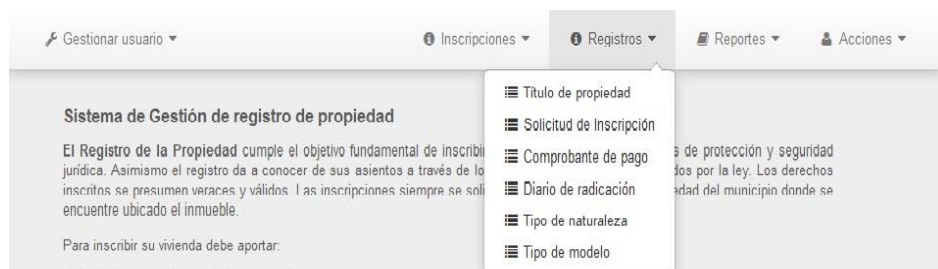 Gestionar usuario Inscripciones Registros Reportes Acciones
Título de propiedad
Solicitud de Inscripción
Comprobante de pago
Diario de radicación
Tipo de naturaleza
Tipo de modelo
Sistema de Gestión de registro de propiedad
El Registro de la Propiedad cumple el objetivo fundamental de inscribi s de protección y seguridad
jurídica. Asimismo el registro da a conocer de sus asientos a través de lo dos por la ley. Los derechos
inscritos se presumen veraces y válidos. Las inscripciones siempre se soli edad del municipio donde se
encuentre ubicado el inmueble.
Para inscribir su vivienda debe aportar: